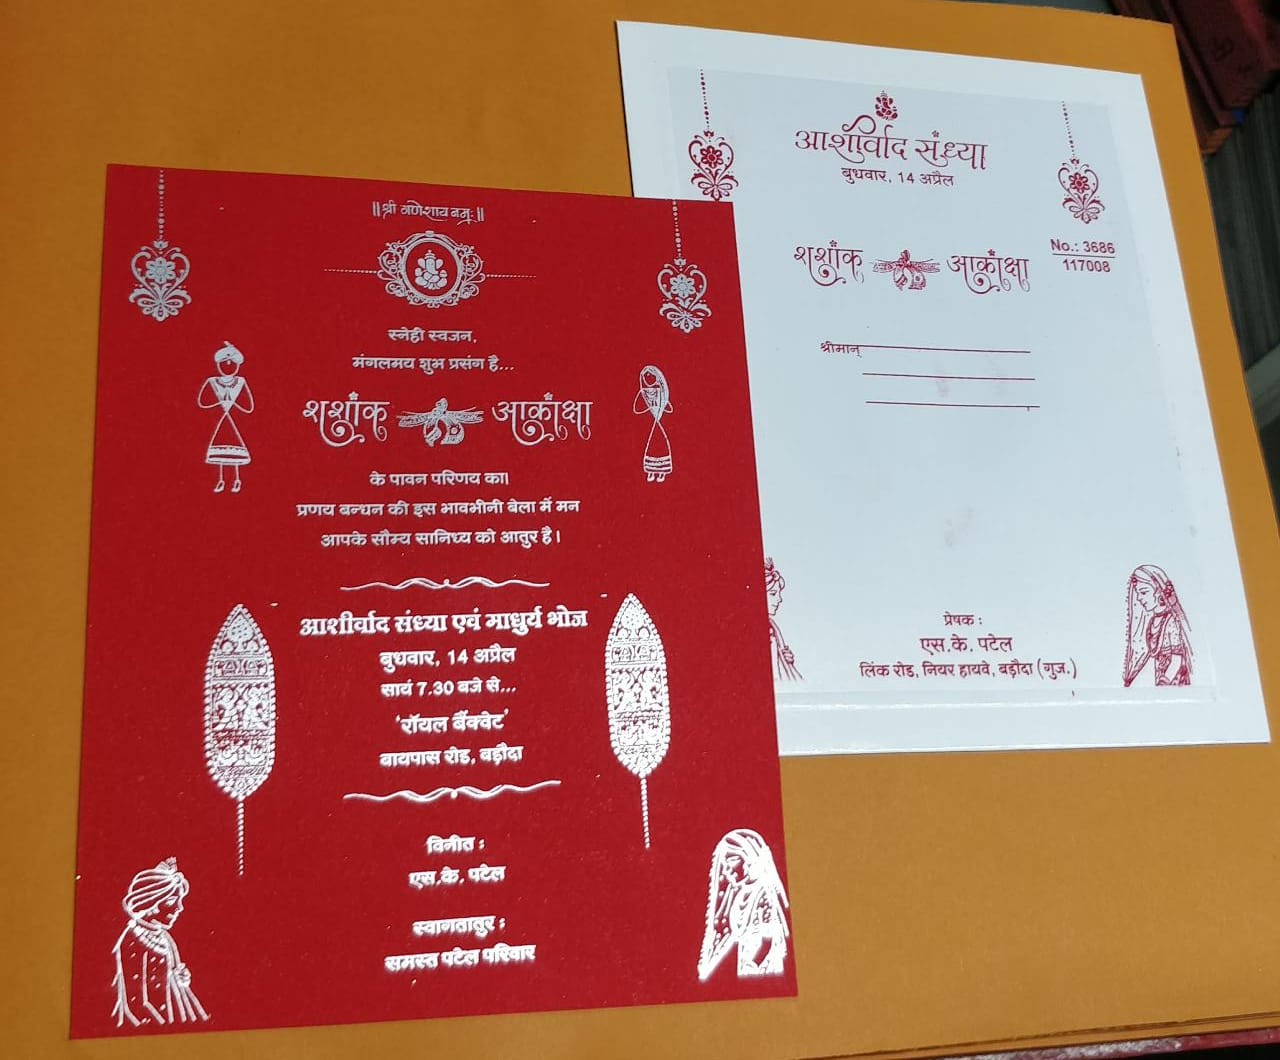 ||श्री गणेशाय नमः||
स्नेही स्वजन,
मंगलमय शुभ प्रसंग है...
शशांक आकांक्षा
के पावन परिणय का।
प्रणय बन्धन की इस भावभीनी बेला में मन
आपके सौम्य सानिध्य को आतुर है।
आशीर्वाद संध्या एवं माधुर्य भोज
बुधवार, 14 अप्रैल
सायं 7.30 बजे से...
'रॉयल बैंक्वेट'
बायपास रोड, बड़ौदा
विनीत :
एस.के. पटेल
स्वागतातुर :
समस्त पटेल परिवार
आशीर्वाद संध्या
बुधवार, 14 अप्रैल
शशांक आकांक्षा
No.: 3686
117008
श्रीमान्
प्रेषक :
एस.के. पटेल
लिंक रोड, नियर हायवे, बड़ौदा (गुज.)